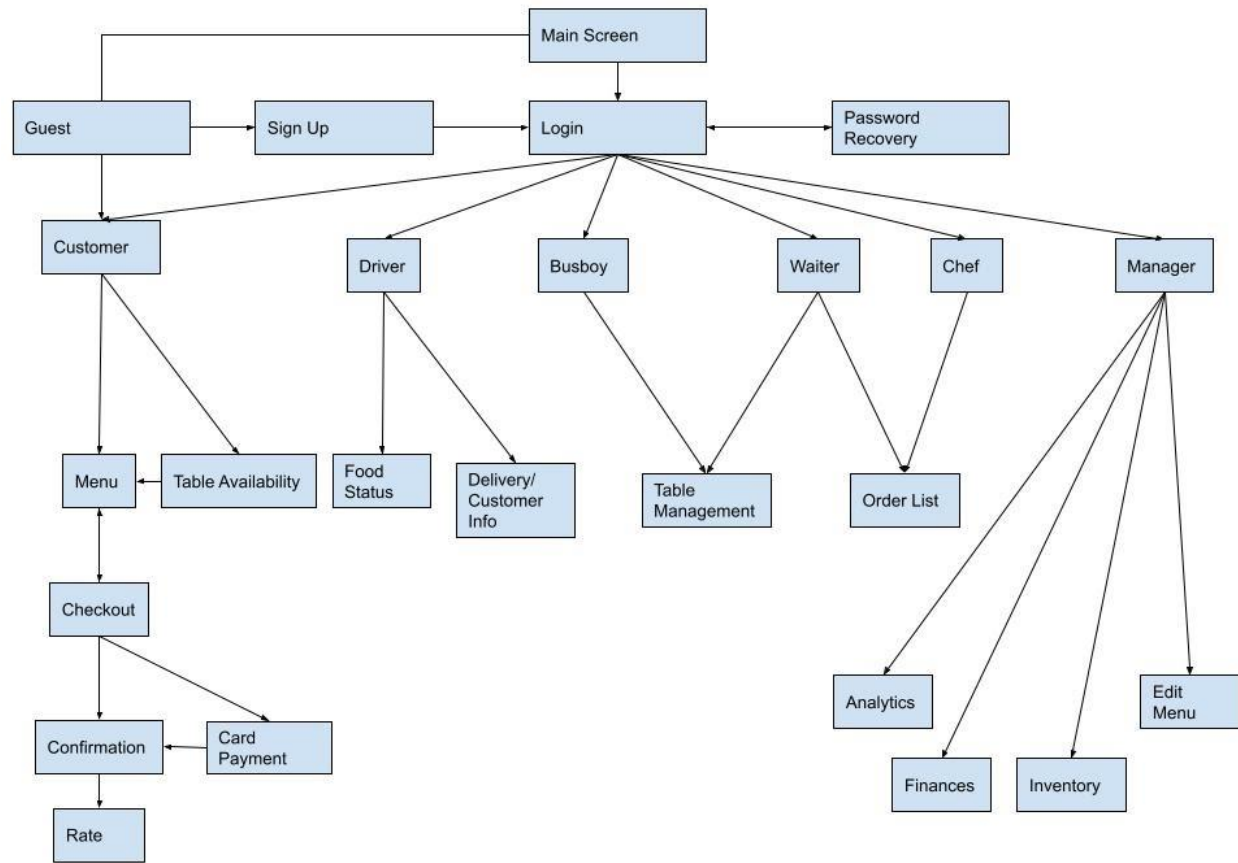 Main Screen
Guest
Sign Up
Login
Password
Recovery
Customer
Driver
Busboy
Waiter
Chef
Manager
Menu
Table Availability
Food
Status
Delivery/
Customer
Info
Table
Management
Order List
Checkout
Analytics
Edit
Menu
Confirmation
Card
Payment
Finances
Inventory
Rate